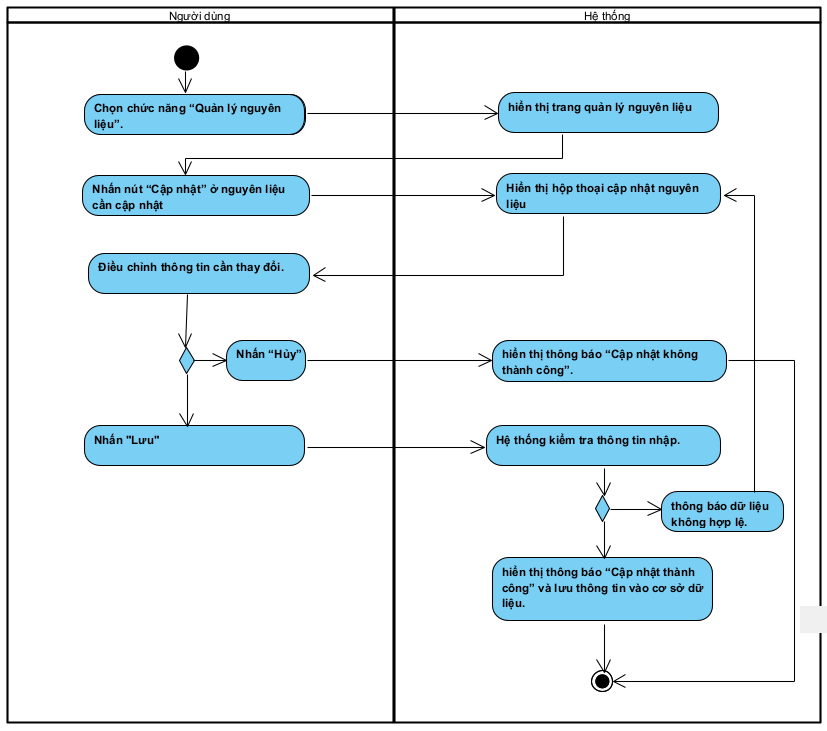 Người dùng
Hệ thống
Chọn chức năng “Quản lý nguyên
liệu”.
hiển thị trang quản lý nguyên liệu
Nhấn nút “Cập nhật” ở nguyên liệu
cần cập nhật
Hiển thị hộp thoại cập nhật nguyên
liệu
Điều chỉnh thông tin cần thay đổi.
Nhấn “Hủy”
hiển thị thông báo “Cập nhật không
thành công”.
Nhấn "Lưu"
Hệ thống kiểm tra thông tin nhập.
thông báo dữ liệu
không hợp lệ.
hiển thị thông báo “Cập nhật thành
công” và lưu thông tin vào cơ sở dữ
liệu.